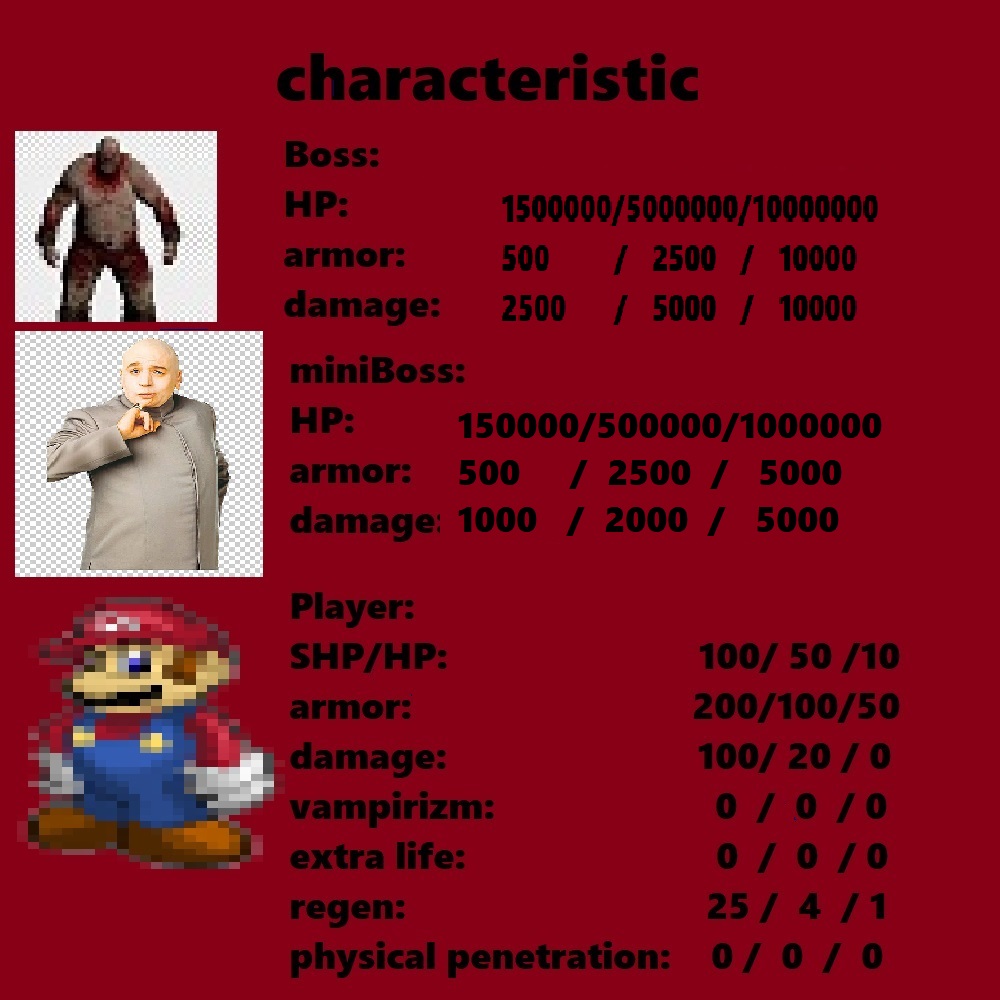 characteristic
Boss:
HP: 1500000/5000000/10000000
armor: 500 / 2500 / 10000
damage: 2500 / 5000 / 10000
miniBoss:
HP: 150000/500000/1000000
armor: 500 / 2500 / 5000
damage: 1000 / 2000 / 5000
Player:
SHP/HP: 100/ 50 /10
armor: 200/100/50
damage: 100/ 20 / 0
vampirizm: 0 / 0 / 0
extra life: 0 / 0 / 0
regen: 25 / 4 / 1
physical penetration: 0 / 0 / 0